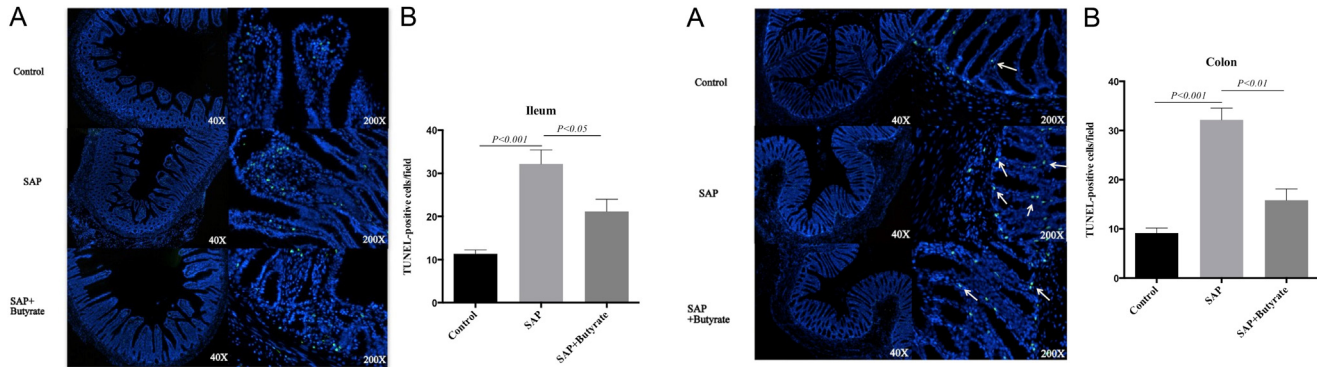 A
Control
40X
200X
SAP
40X
200X
SAP+
Butyrate
40X
200X
B
Ileum
P<0.001
P<0.05
TUNEL-positive cells/field
40
30
20
10
0
Control
SAP
SAP+Butyrate
A
Control
40X
200X
SAP
40X
200X
SAP
+Butyrate
40X
200X
B
Colon
P<0.001
P<0.01
TUNEL-positive cells/field
40
30
20
10
0
Control
SAP
SAP+Butyrate